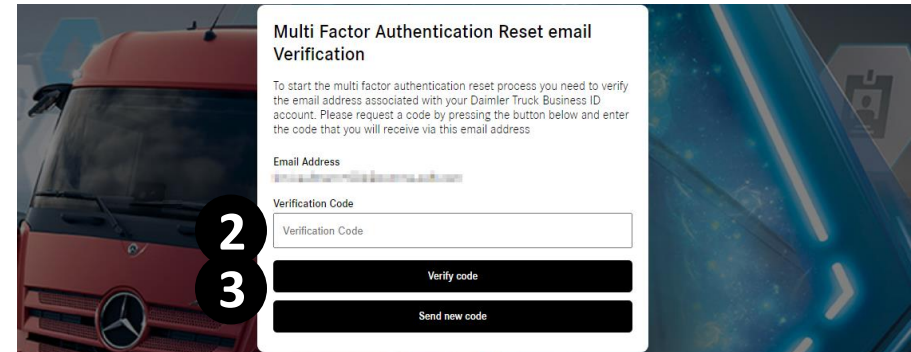 Multi Factor Authentication Reset email
Verification
To start the multi factor authentication reset process you need to verify
the email address associated with your Daimler Truck Business ID
account. Please request a code by pressing the button below and enter
the code that you will receive via this email address
Email Address
Verification Code
2
Verification Code
3
Verify code
Send new code